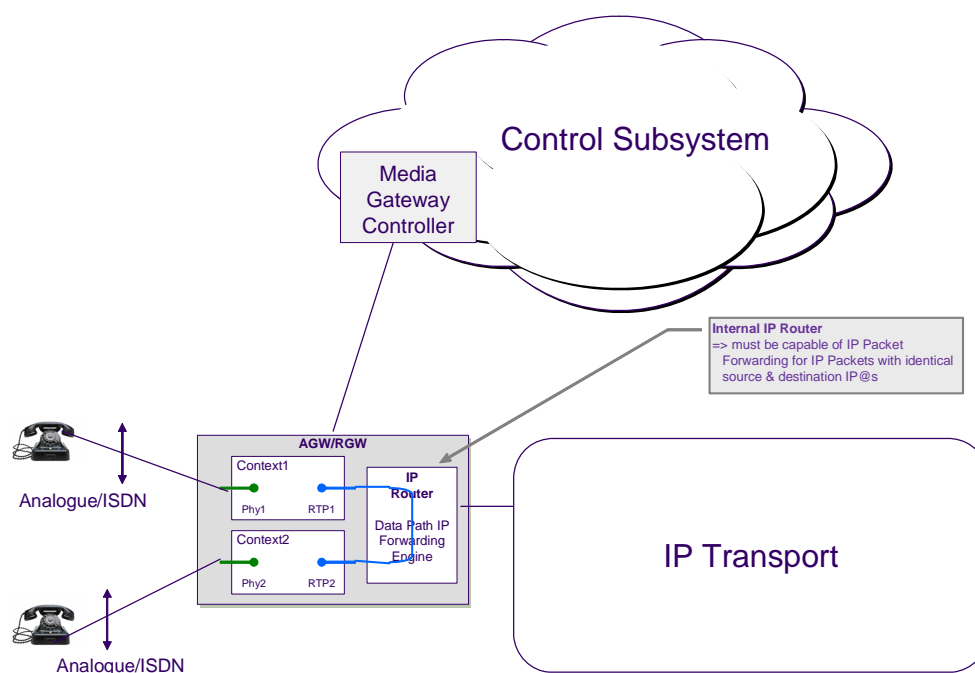 Control Subsystem
Media
Gateway
Controller
Internal IP Router
=> must be capable of IP Packet
Forwarding for IP Packets with identical
source & destination IP@s
AGW/RGW
Context1
Phy1
RTP1
IP
Router
Data Path IP
Forwarding
Engine
Context2
Phy2
RTP2
Analogue/ISDN
Analogue/ISDN
IP Transport